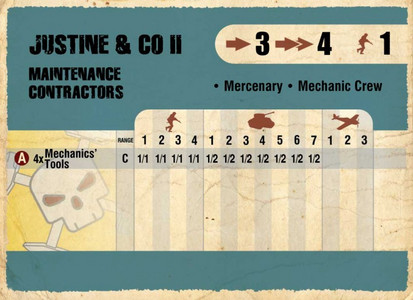 JUSTINE & CO II
3 4 1
MAINTENANCE
CONTRACTORS
• Mercenary • Mechanic Crew
RANGE 1 2 3 4 1 2 3 4 5 6 7 1 2 3
A 4x Mechanics' Tools C 1/1 1/1 1/1 1/1 1/2 1/2 1/2 1/2 1/2 1/2 1/2